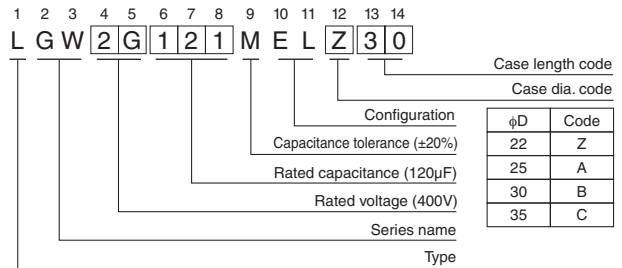 1 2 3 4 5 6 7 8 9 10 11 12 13 14
L G W 2 G 1 2 1 M E L Z 3 0
Case length code
Case dia. code
Configuration
Capacitance tolerance (±20%)
Rated capacitance (120µF)
Rated voltage (400V)
Series name
Type
ϕD Code
22 Z
25 A
30 B
35 C